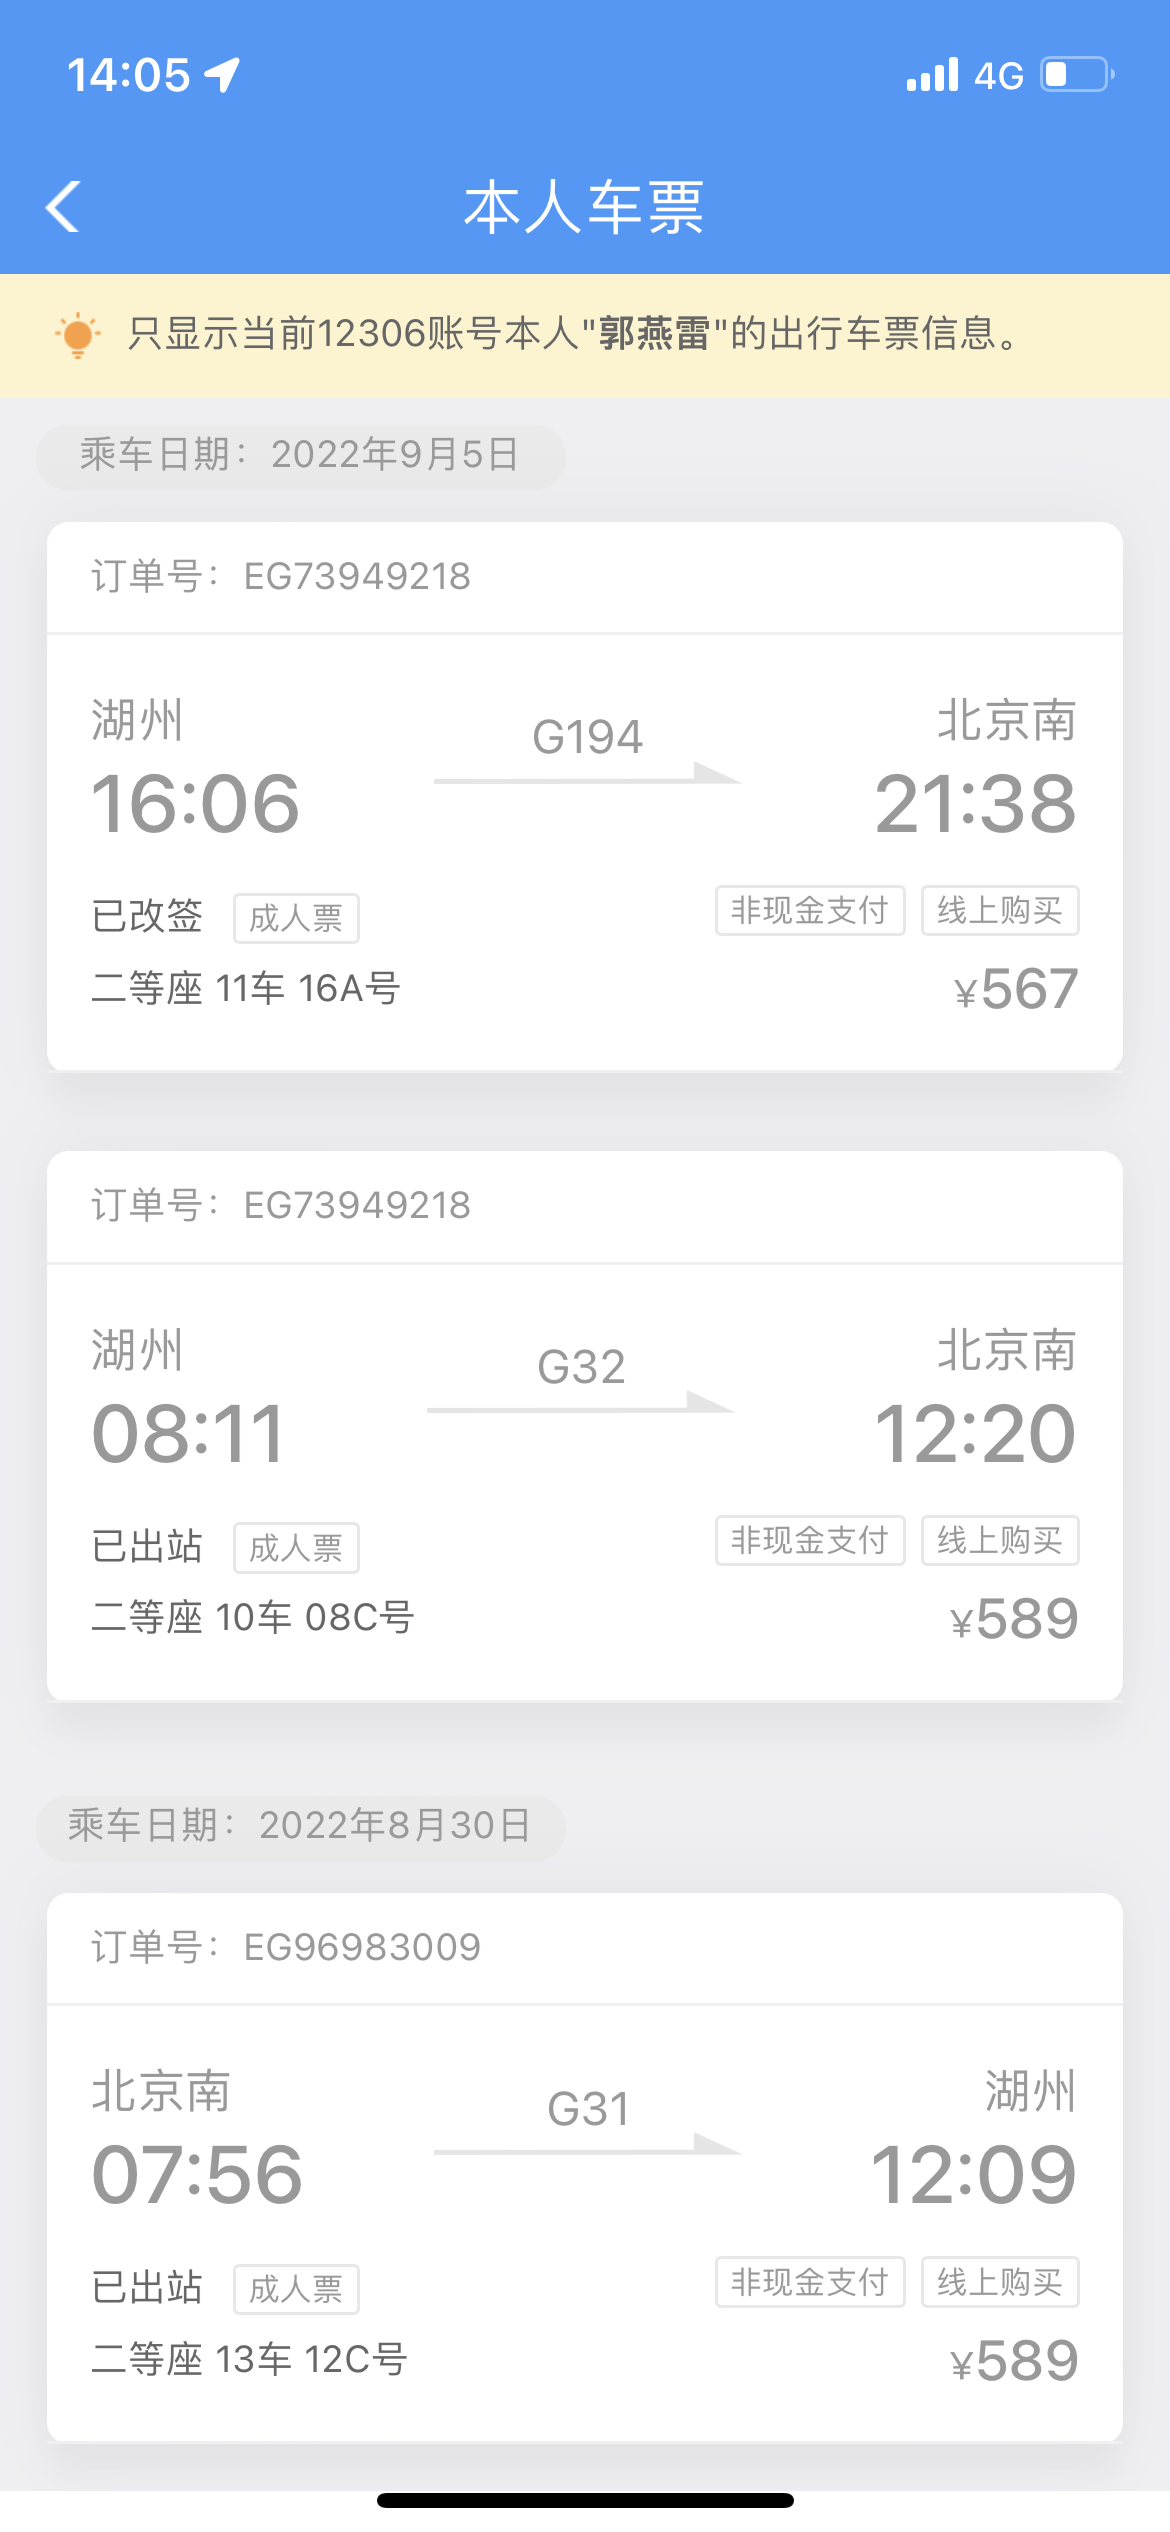 14:05
4G
本人车票
只显示当前12306账号本人"郭燕雷"的出行车票信息。
乘车日期：2022年9月5日
订单号：EG73949218
湖州 G194 北京南
16:06 21:38
已改签 成人票 非现金支付 线上购买
二等座 11车 16A号 ¥567
订单号：EG73949218
湖州 G32 北京南
08:11 12:20
已出站 成人票 非现金支付 线上购买
二等座 10车 08C号 ¥589
乘车日期：2022年8月30日
订单号：EG96983009
北京南 G31 湖州
07:56 12:09
已出站 成人票 非现金支付 线上购买
二等座 13车 12C号 ¥589